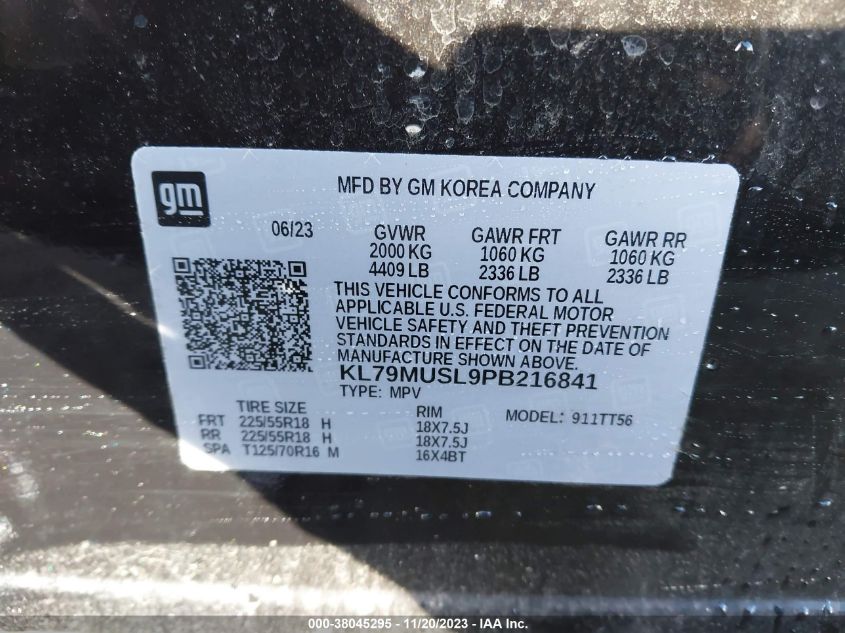 gm
MFD BY GM KOREA COMPANY
06/23
GVWR GAWR FRT GAWR RR
2000 KG 1060 KG 1060 KG
4409 LB 2336 LB 2336 LB
THIS VEHICLE CONFORMS TO ALL
APPLICABLE U.S. FEDERAL MOTOR
VEHICLE SAFETY AND THEFT PREVENTION
STANDARDS IN EFFECT ON THE DATE OF
MANUFACTURE SHOWN ABOVE.
KL79MUSL9PB216841
TYPE: MPV MODEL: 911TT56
TIRE SIZE RIM
FRT 225/55R18 H 18X7.5J
RR 225/55R18 H 18X7.5J
SPA T125/70R16 M 16X4BT
000-38045295 - 11/20/2023 - IAA Inc.